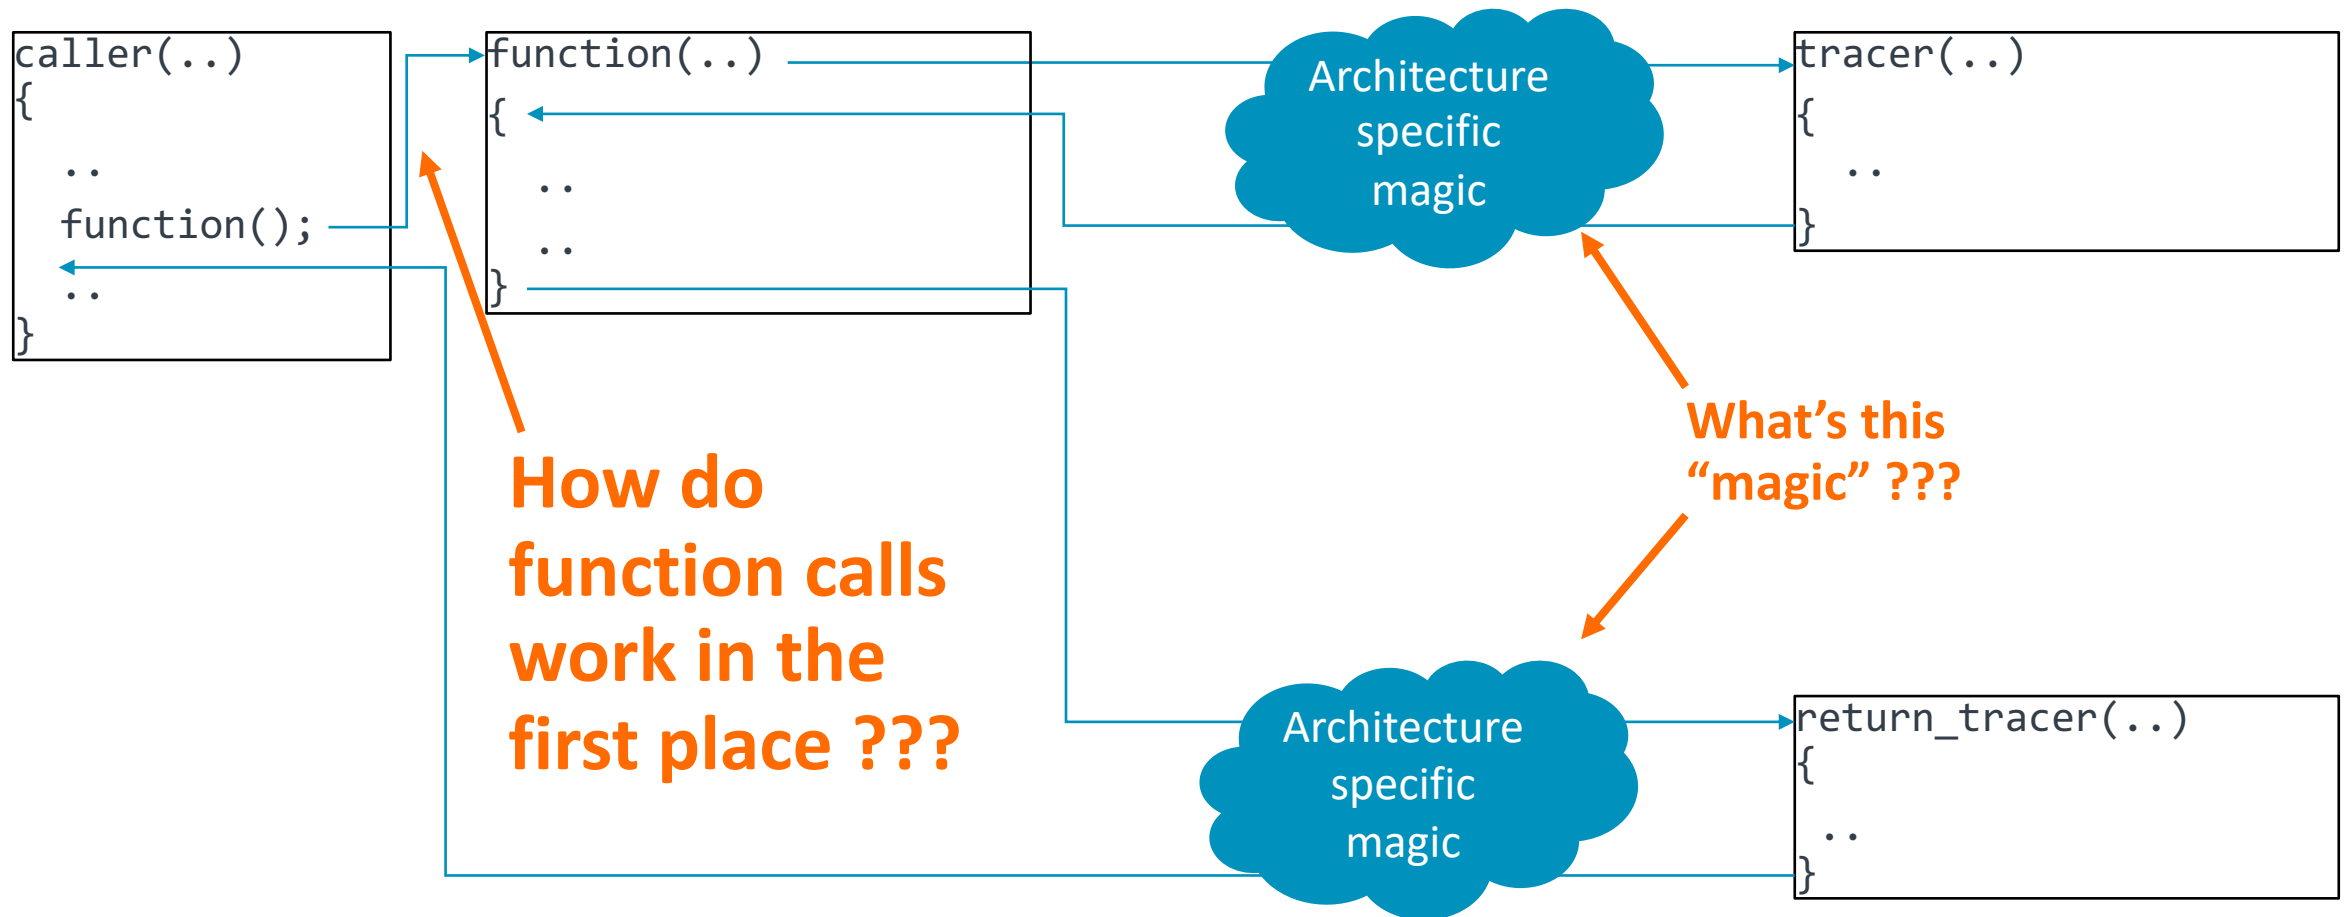 caller(..)
{
..
function();
..
}
function(..)
{
..
..
}
Architecture
specific
magic
tracer(..)
{
..
}
How do
function calls
work in the
first place ???
What’s this
“magic” ???
Architecture
specific
magic
return_tracer(..)
{
..
}